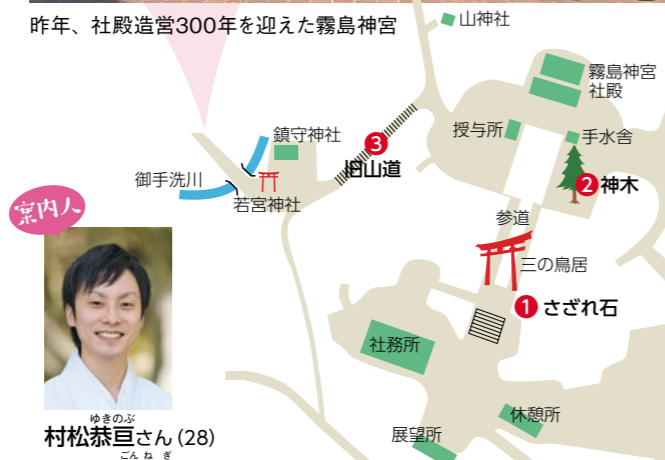 昨年、社殿造営300年を迎えた霧島神宮
山神社
霧島神宮
社殿
授与所
手水舎
鎮守神社
3
旧山道
御手洗川
若宮神社
2 神木
参道
三の鳥居
1 さざれ石
案内人
社務所
休憩所
展望所
ゆきのぶ
村松恭亘さん(28)
ごんねぎ